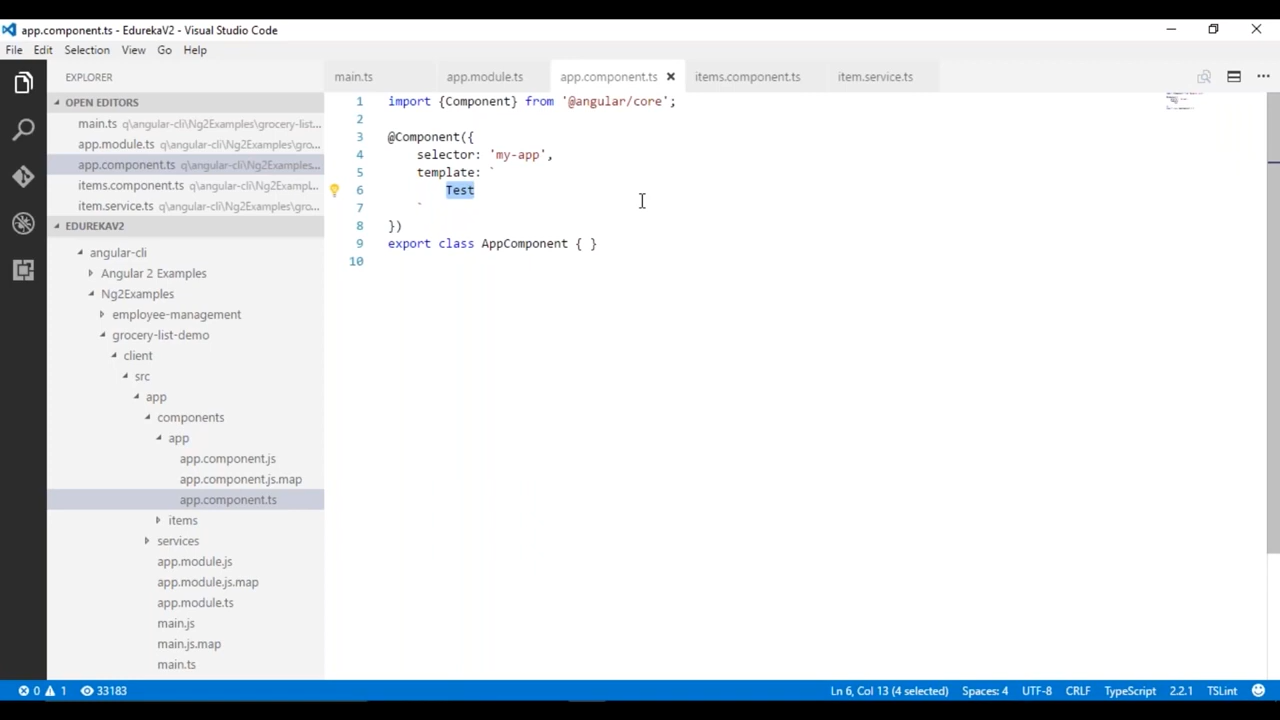 app.component.ts - EdurekaV2 - Visual Studio Code
File Edit Selection View Go Help
EXPLORER
main.ts app.module.ts app.component.ts items.component.ts item.service.ts
OPEN EDITORS
main.ts q\angular-cli\Ng2Examples\grocery-list...
app.module.ts q\angular-cli\Ng2Examples\gro...
app.component.ts q\angular-cli\Ng2Examples...
items.component.ts q\angular-cli\Ng2Exampl...
item.service.ts q\angular-cli\Ng2Examples\gro...
EDUREKAV2
angular-cli
Angular 2 Examples
Ng2Examples
employee-management
grocery-list-demo
client
src
app
components
app
app.component.js
app.component.js.map
app.component.ts
items
services
app.module.js
app.module.js.map
app.module.ts
main.js
main.js.map
main.ts
1 import {Component} from '@angular/core';
2
3 @Component({
4 selector: 'my-app',
5 template: `
6 Test
7 `
8 })
9 export class AppComponent { }
10
0 1 33183 Ln 6, Col 13 (4 selected) Spaces: 4 UTF-8 CRLF TypeScript 2.2.1 TSLint